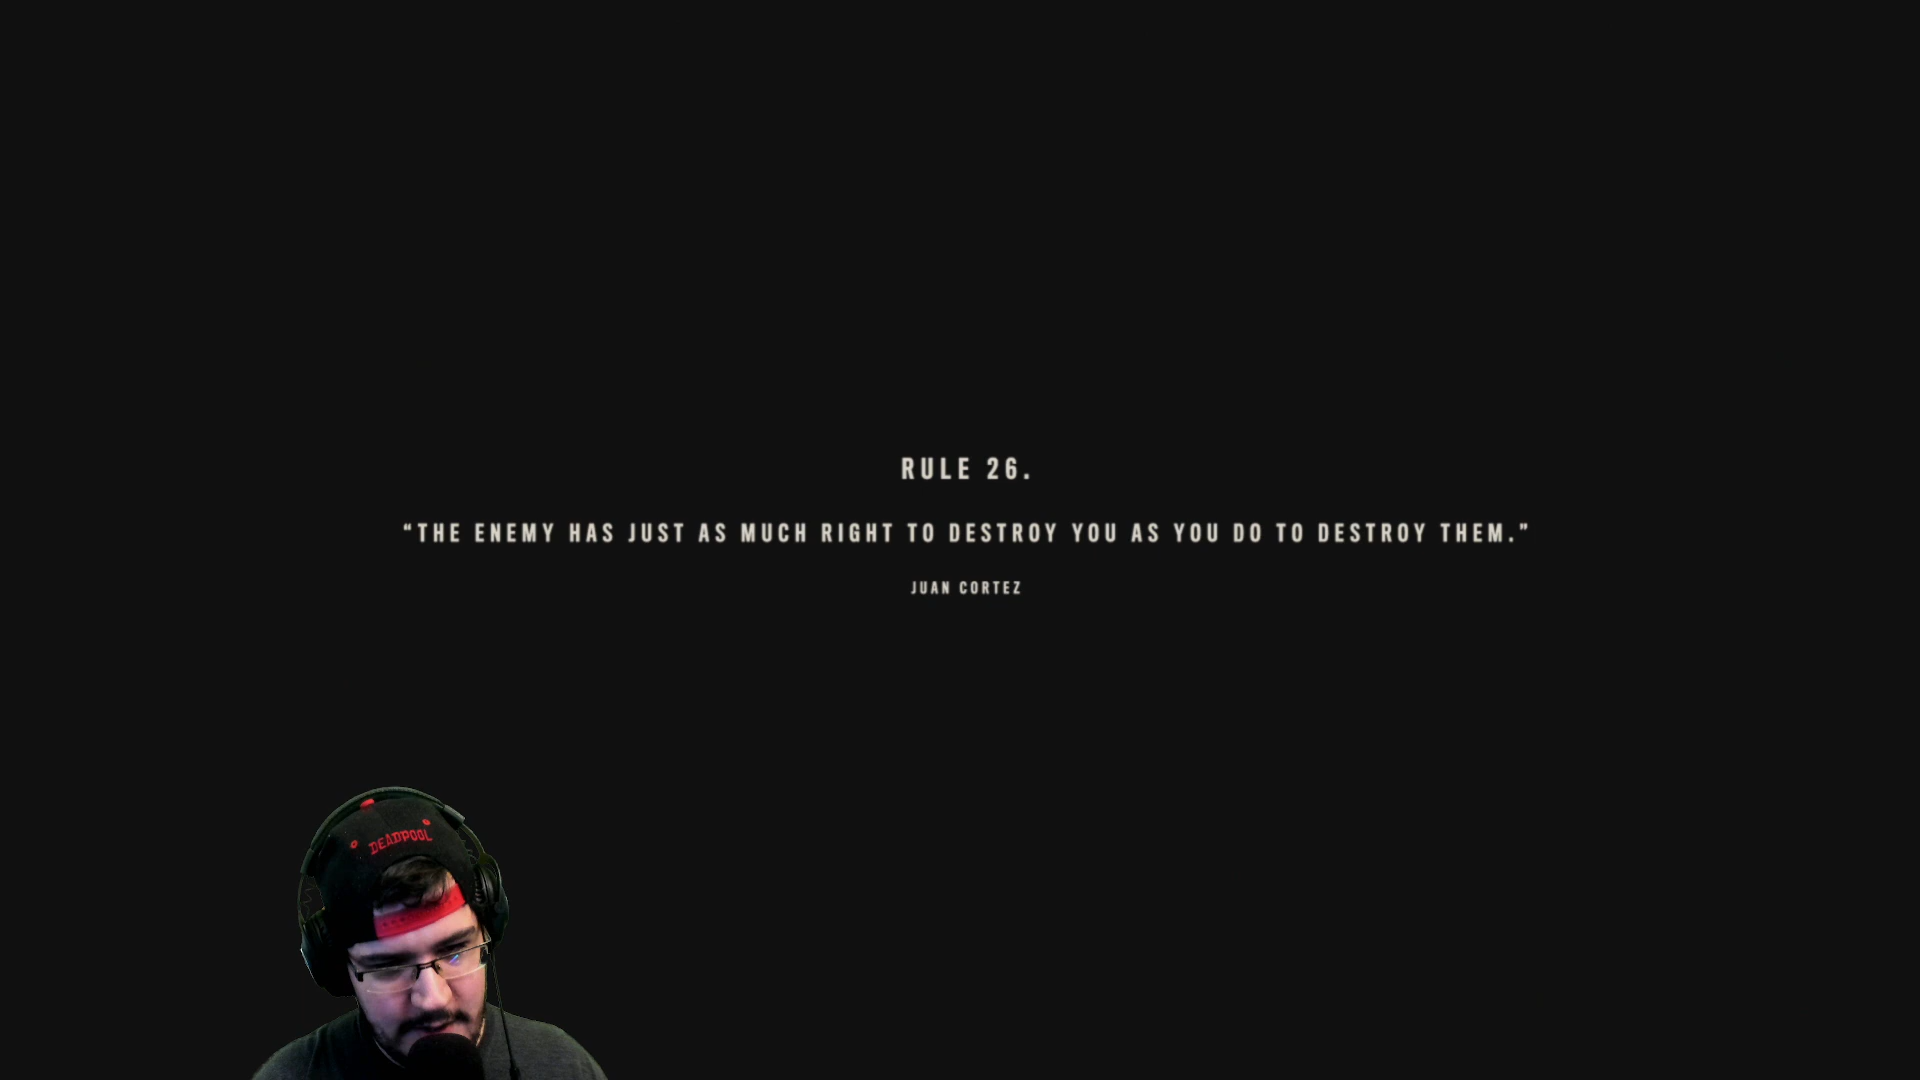 RULE 26.
“THE ENEMY HAS JUST AS MUCH RIGHT TO DESTROY YOU AS YOU DO TO DESTROY THEM.”
JUAN CORTEZ
DEADPOOL